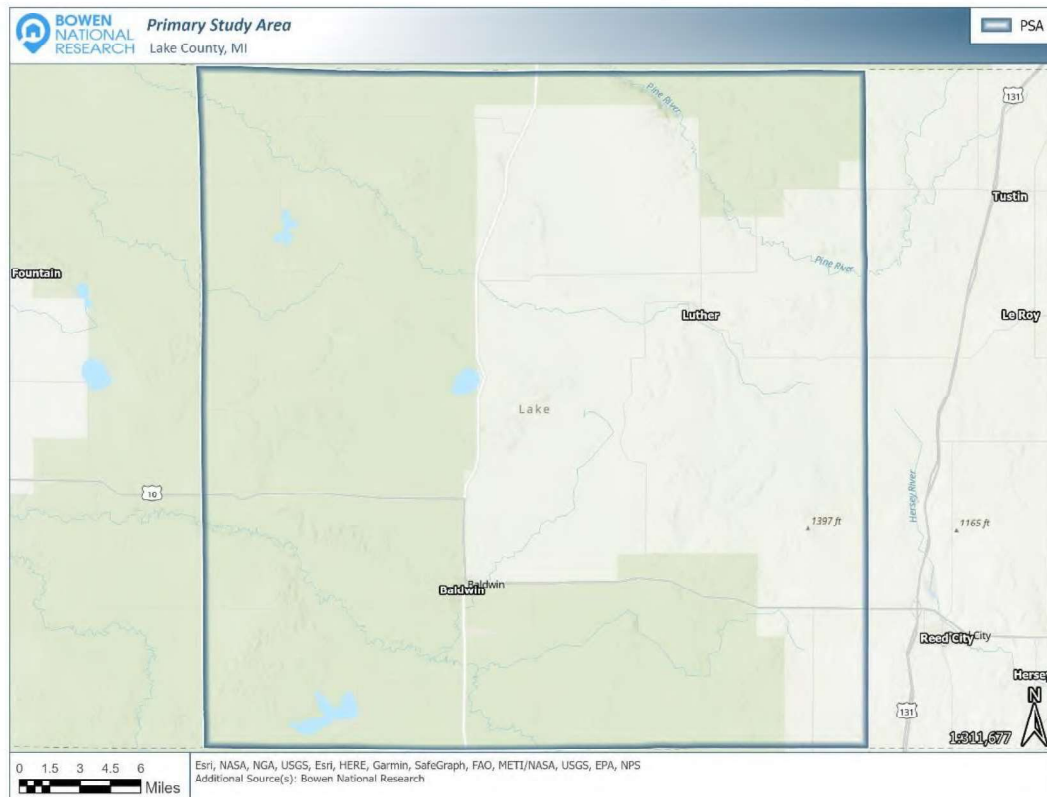 BOWEN
NATIONAL
RESEARCH
Primary Study Area
Lake County, MI
PSA
131
Pine River
Tustin
Fountain
Pine River
Luther
Le Roy
Lake
10
Hersey River
1397 ft
1165 ft
Baldwin
Baldwin
Reed City
City
Hersey
N
131
1:311,677
0 1.5 3 4.5 6
Miles
Esri, NASA, NGA, USGS, Esri, HERE, Garmin, SafeGraph, FAO, METI/NASA, USGS, EPA, NPS
Additional Source(s): Bowen National Research